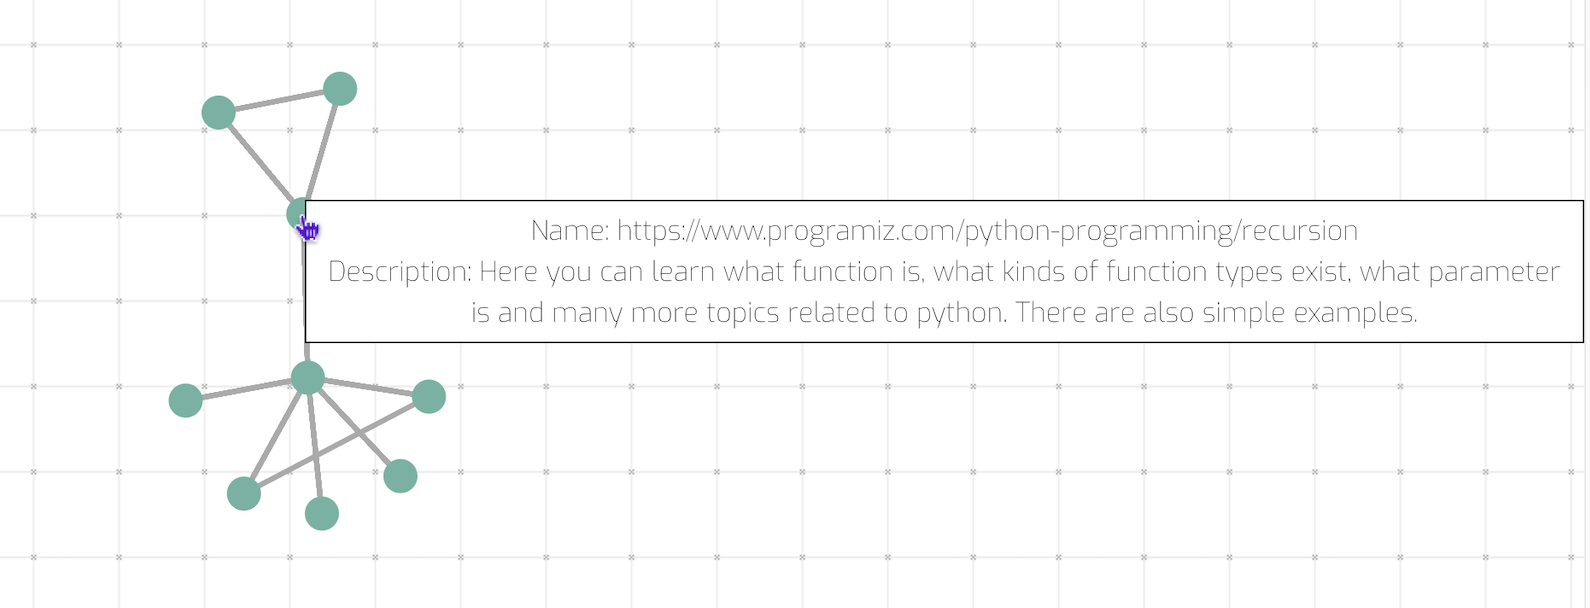 Name: https://www.programiz.com/python-programming/recursion
Description: Here you can learn what function is, what kinds of function types exist, what parameter
is and many more topics related to python. There are also simple examples.